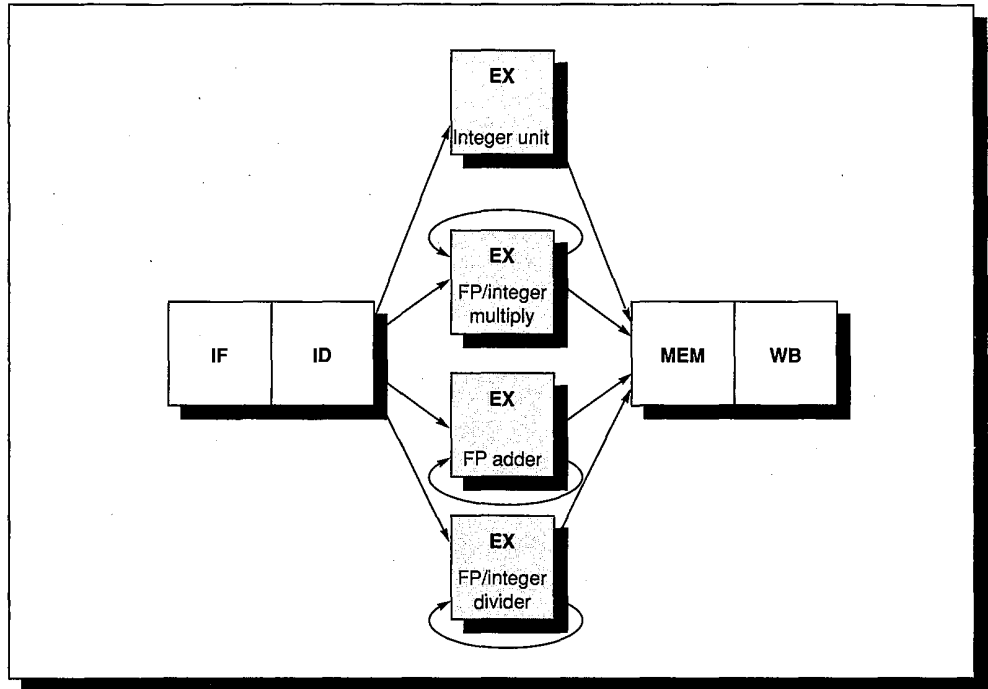 EX
Integer unit
EX
FP/integer
multiply
IF
ID
MEM
WB
EX
FP adder
EX
FP/integer
divider